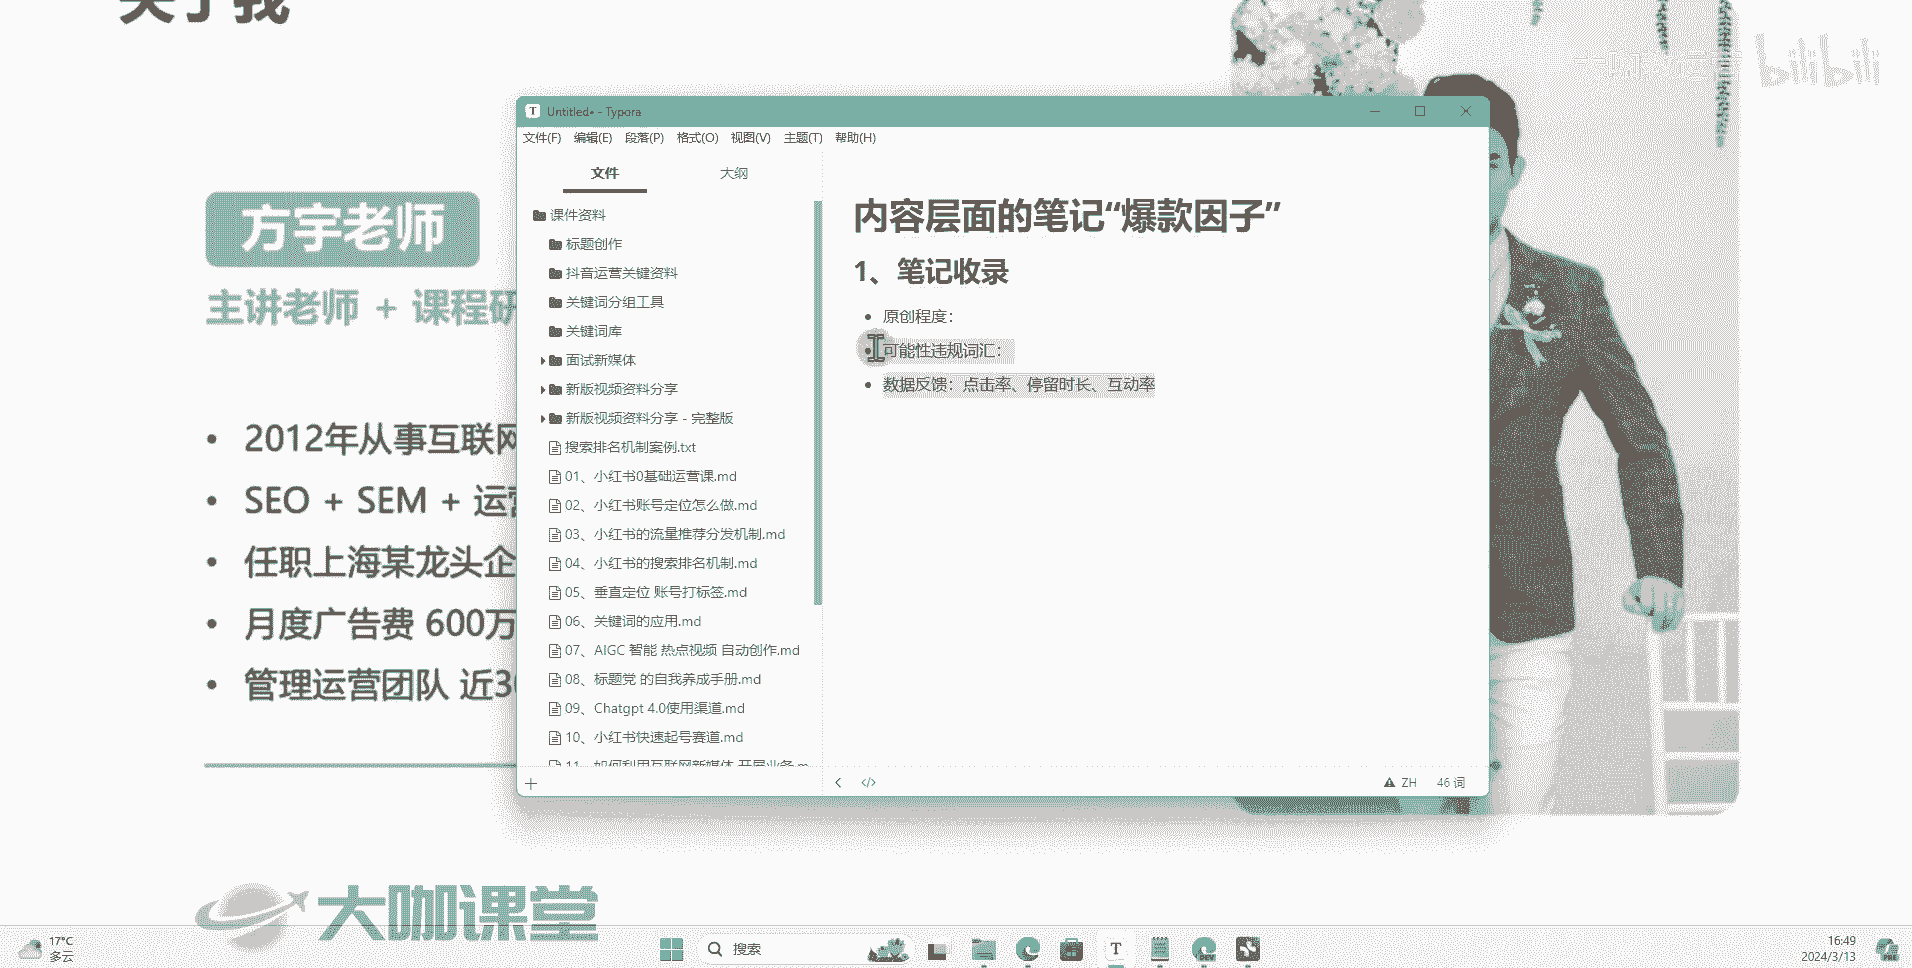 关于我
bilibili
方宇老师
主讲老师 + 课程研
2012年从事互联网
SEO + SEM + 运营
任职上海某龙头企
月度广告费 600万
管理运营团队 近30
大咖课堂
Untitled• - Typora
文件(F) 编辑(E) 段落(P) 格式(O) 视图(V) 主题(T) 帮助(H)
文件 大纲
课件资料
标题创作
抖音运营关键资料
关键词分组工具
关键词库
面试新媒体
新版视频资料分享
新版视频资料分享 - 完整版
搜索排名机制案例.txt
01、小红书0基础运营课.md
02、小红书账号定位怎么做.md
03、小红书的流量推荐分发机制.md
04、小红书的搜索排名机制.md
05、垂直定位 账号打标签.md
06、关键词的应用.md
07、AIGC 智能 热点视频 自动创作.md
08、标题党 的自我养成手册.md
09、Chatgpt 4.0使用渠道.md
10、小红书快速起号赛道.md
11、如何利用互联网新媒体 开展业务.m
内容层面的笔记“爆款因子”
1、笔记收录
原创程度：
可能性违规词汇：
数据反馈：点击率、停留时长、互动率
ZH 46 词
17°C
多云
搜索
16:49
2024/3/13